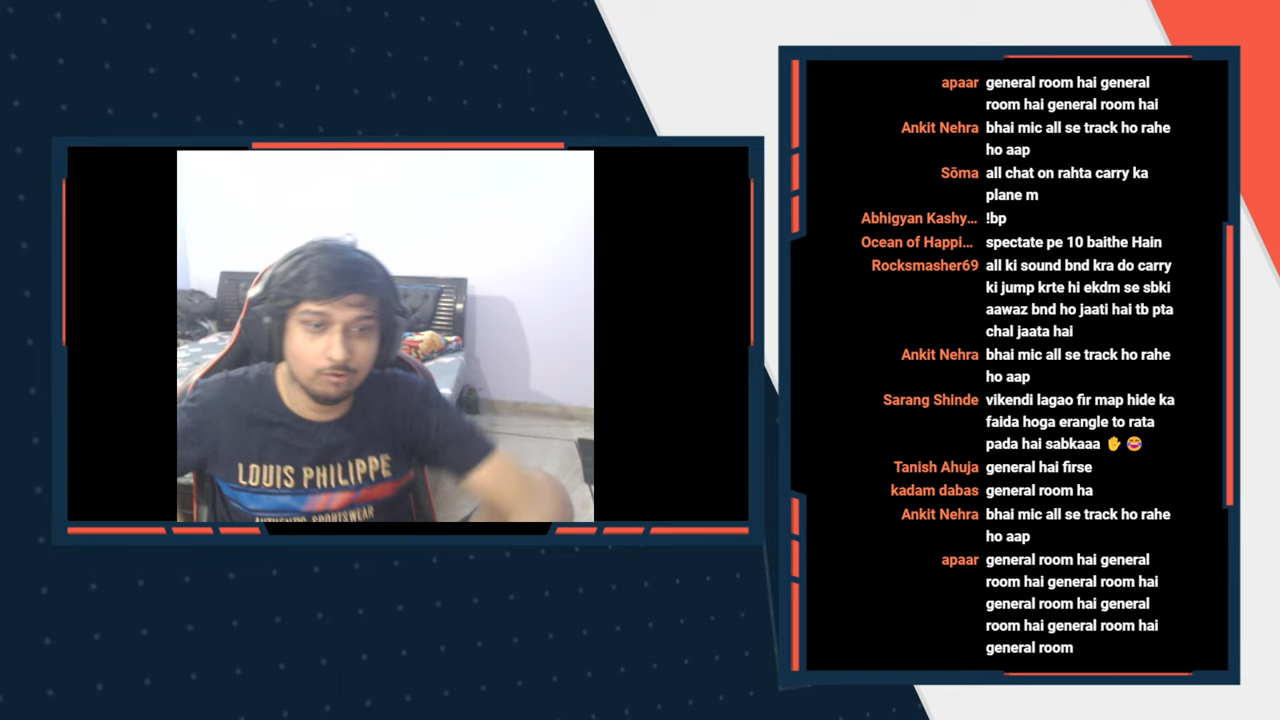 LOUIS PHILIPPE
AUTHENTIC SPORTSWEAR
apaar general room hai general
room hai general room hai
Ankit Nehra bhai mic all se track ho rahe
ho aap
Sōma all chat on rahta carry ka
plane m
Abhigyan Kashy... !bp
Ocean of Happi... spectate pe 10 baithe Hain
Rocksmasher69 all ki sound bnd kra do carry
ki jump krte hi ekdm se sbki
aawaz bnd ho jaati hai tb pta
chal jaata hai
Ankit Nehra bhai mic all se track ho rahe
ho aap
Sarang Shinde vikendi lagao fir map hide ka
faida hoga erangle to rata
pada hai sabkaaa ✋ 😂
Tanish Ahuja general hai firse
kadam dabas general room ha
Ankit Nehra bhai mic all se track ho rahe
ho aap
apaar general room hai general
room hai general room hai
general room hai general
room hai general room hai
general room